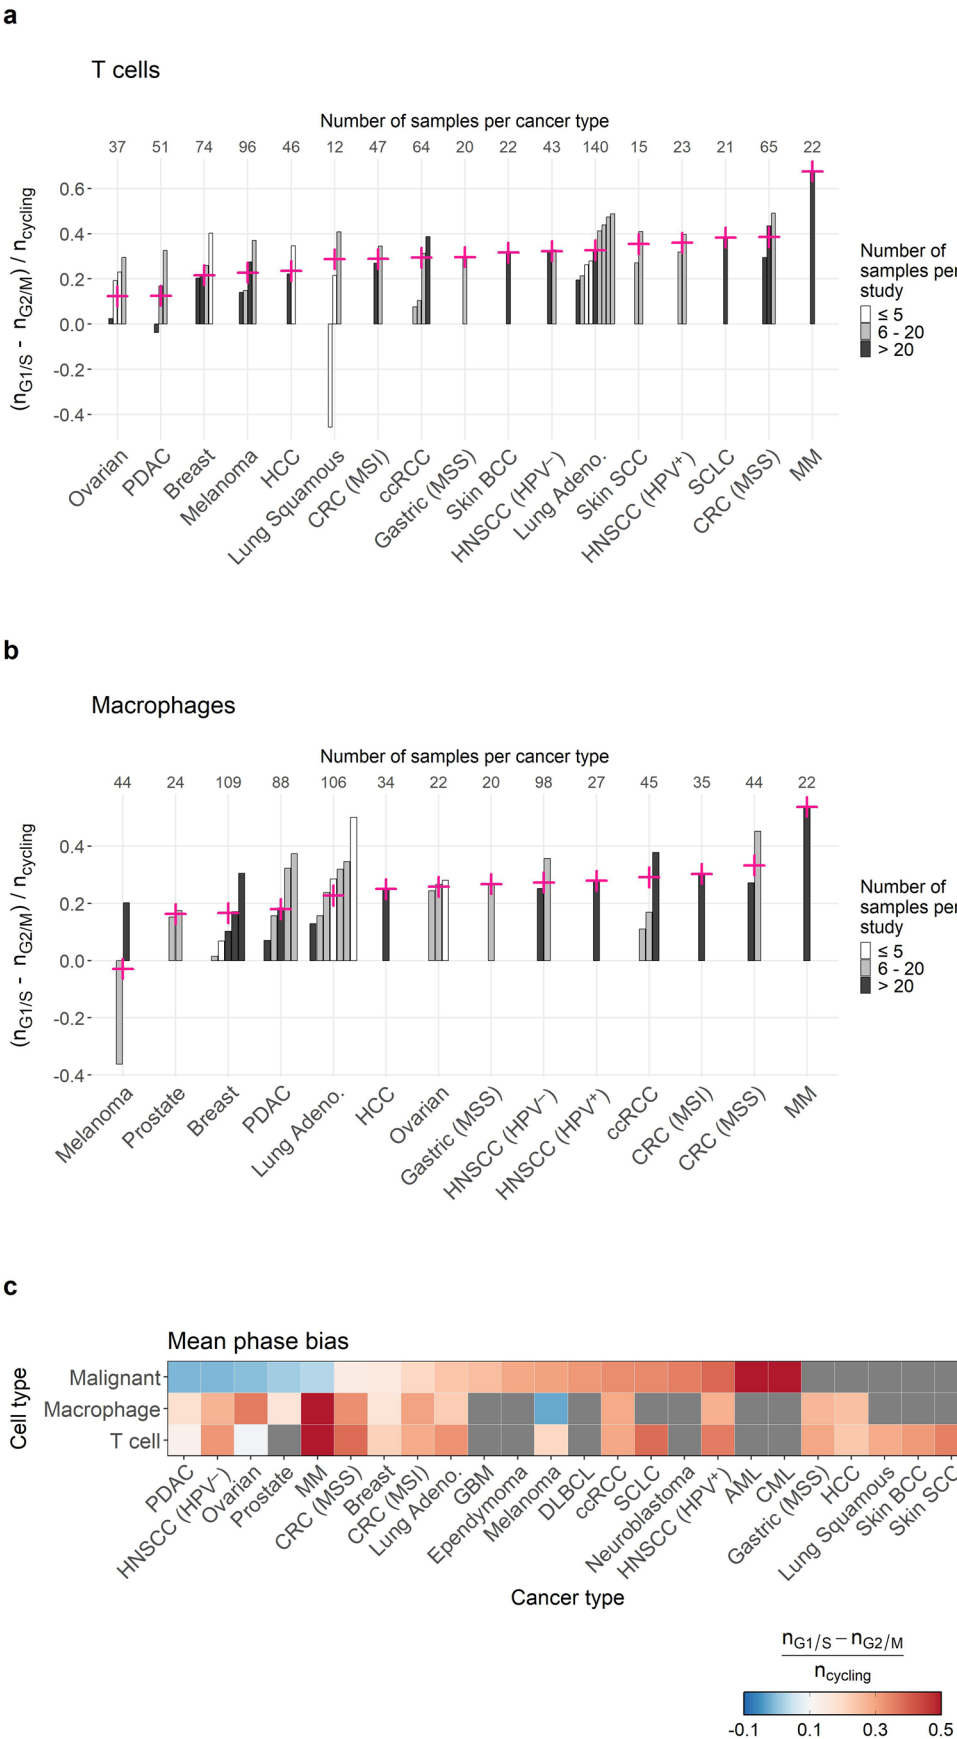 a
T cells
Number of samples per cancer type
37 51 74 96 46 12 47 64 20 22 43 140 15 23 21 65 22
(nG1/S - nG2/M) / ncycling
0.6
0.4
0.2
0.0
-0.2
-0.4
Ovarian
PDAC
Breast
Melanoma
HCC
Lung Squamous
CRC (MSI)
ccRCC
Gastric (MSS)
Skin BCC
HNSCC (HPV−)
Lung Adeno.
Skin SCC
HNSCC (HPV+)
SCLC
CRC (MSS)
MM
Number of
samples per
study
≤ 5
6 - 20
> 20
b
Macrophages
Number of samples per cancer type
44 24 109 88 106 34 22 20 98 27 45 35 44 22
(nG1/S - nG2/M) / ncycling
0.4
0.2
0.0
-0.2
-0.4
Melanoma
Prostate
Breast
PDAC
Lung Adeno.
HCC
Ovarian
Gastric (MSS)
HNSCC (HPV−)
HNSCC (HPV+)
ccRCC
CRC (MSI)
CRC (MSS)
MM
Number of
samples per
study
≤ 5
6 - 20
> 20
c
Mean phase bias
Cell type
Malignant
Macrophage
T cell
PDAC
HNSCC (HPV−)
Ovarian
Prostate
MM
CRC (MSS)
Breast
CRC (MSI)
Lung Adeno.
GBM
Ependymoma
Melanoma
DLBCL
ccRCC
SCLC
Neuroblastoma
HNSCC (HPV+)
AML
CML
Gastric (MSS)
HCC
Lung Squamous
Skin BCC
Skin SCC
Cancer type
nG1/S − nG2/M
ncycling
-0.1 0.1 0.3 0.5